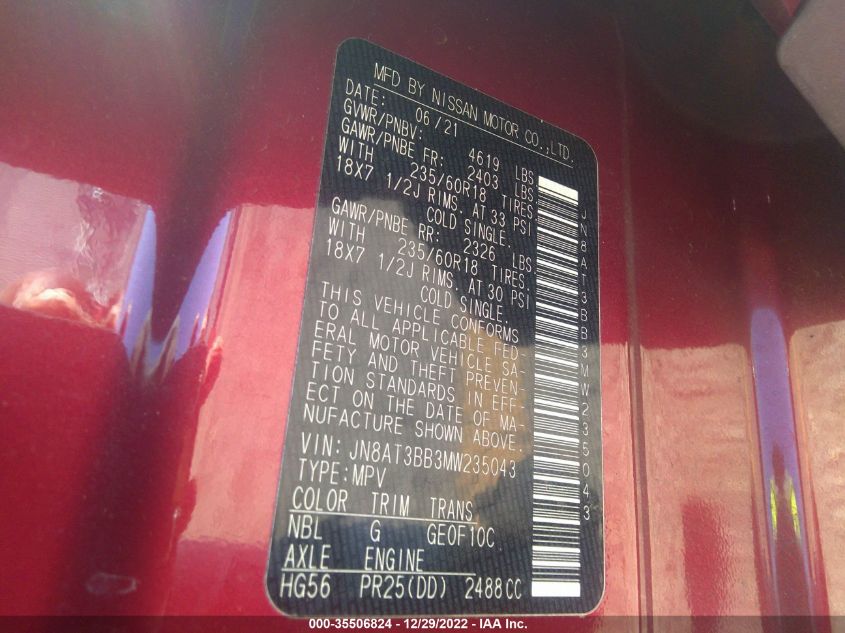 MFD BY NISSAN MOTOR CO.,LTD.
DATE: 06/21
GVWR/PNBV: 4619 LBS
GAWR/PNBE FR: 2403 LBS.
WITH 235/60R18 TIRES.
18X7 1/2J RIMS AT 33 PSI
COLD SINGLE.
GAWR/PNBE RR: 2326 LBS.
WITH 235/60R18 TIRES.
18X7 1/2J RIMS AT 30 PSI
COLD SINGLE.
THIS VEHICLE CONFORMS
TO ALL APPLICABLE FED-
ERAL MOTOR VEHICLE SA-
FETY AND THEFT PREVEN-
TION STANDARDS IN EFF-
ECT ON THE DATE OF MA-
NUFACTURE SHOWN ABOVE.
VIN: JN8AT3BB3MW235043
TYPE:MPV
COLOR TRIM TRANS
NBL G GE0F10C
AXLE ENGINE
HG56 PR25(DD) 2488CC
JN8AT3BB3MW235043
000-35506824 - 12/29/2022 - IAA Inc.